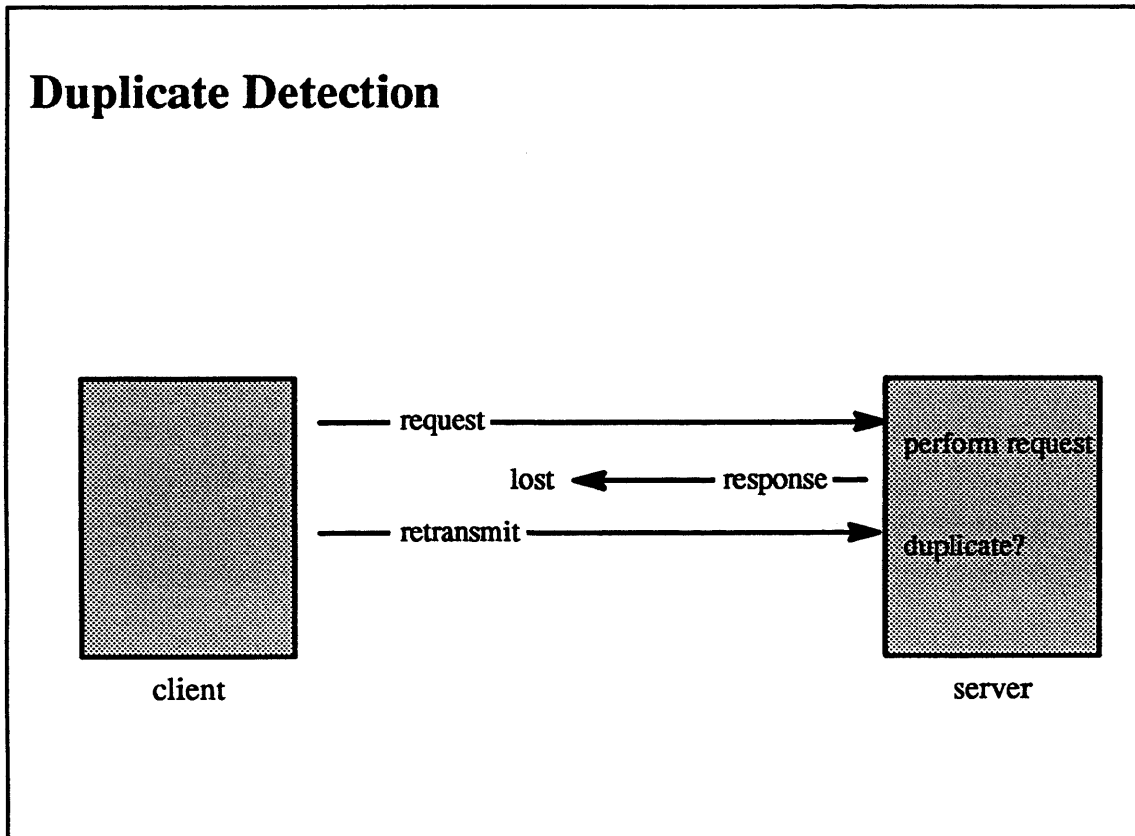 Duplicate Detection
request
perform request
lost
response
retransmit
duplicate?
client
server